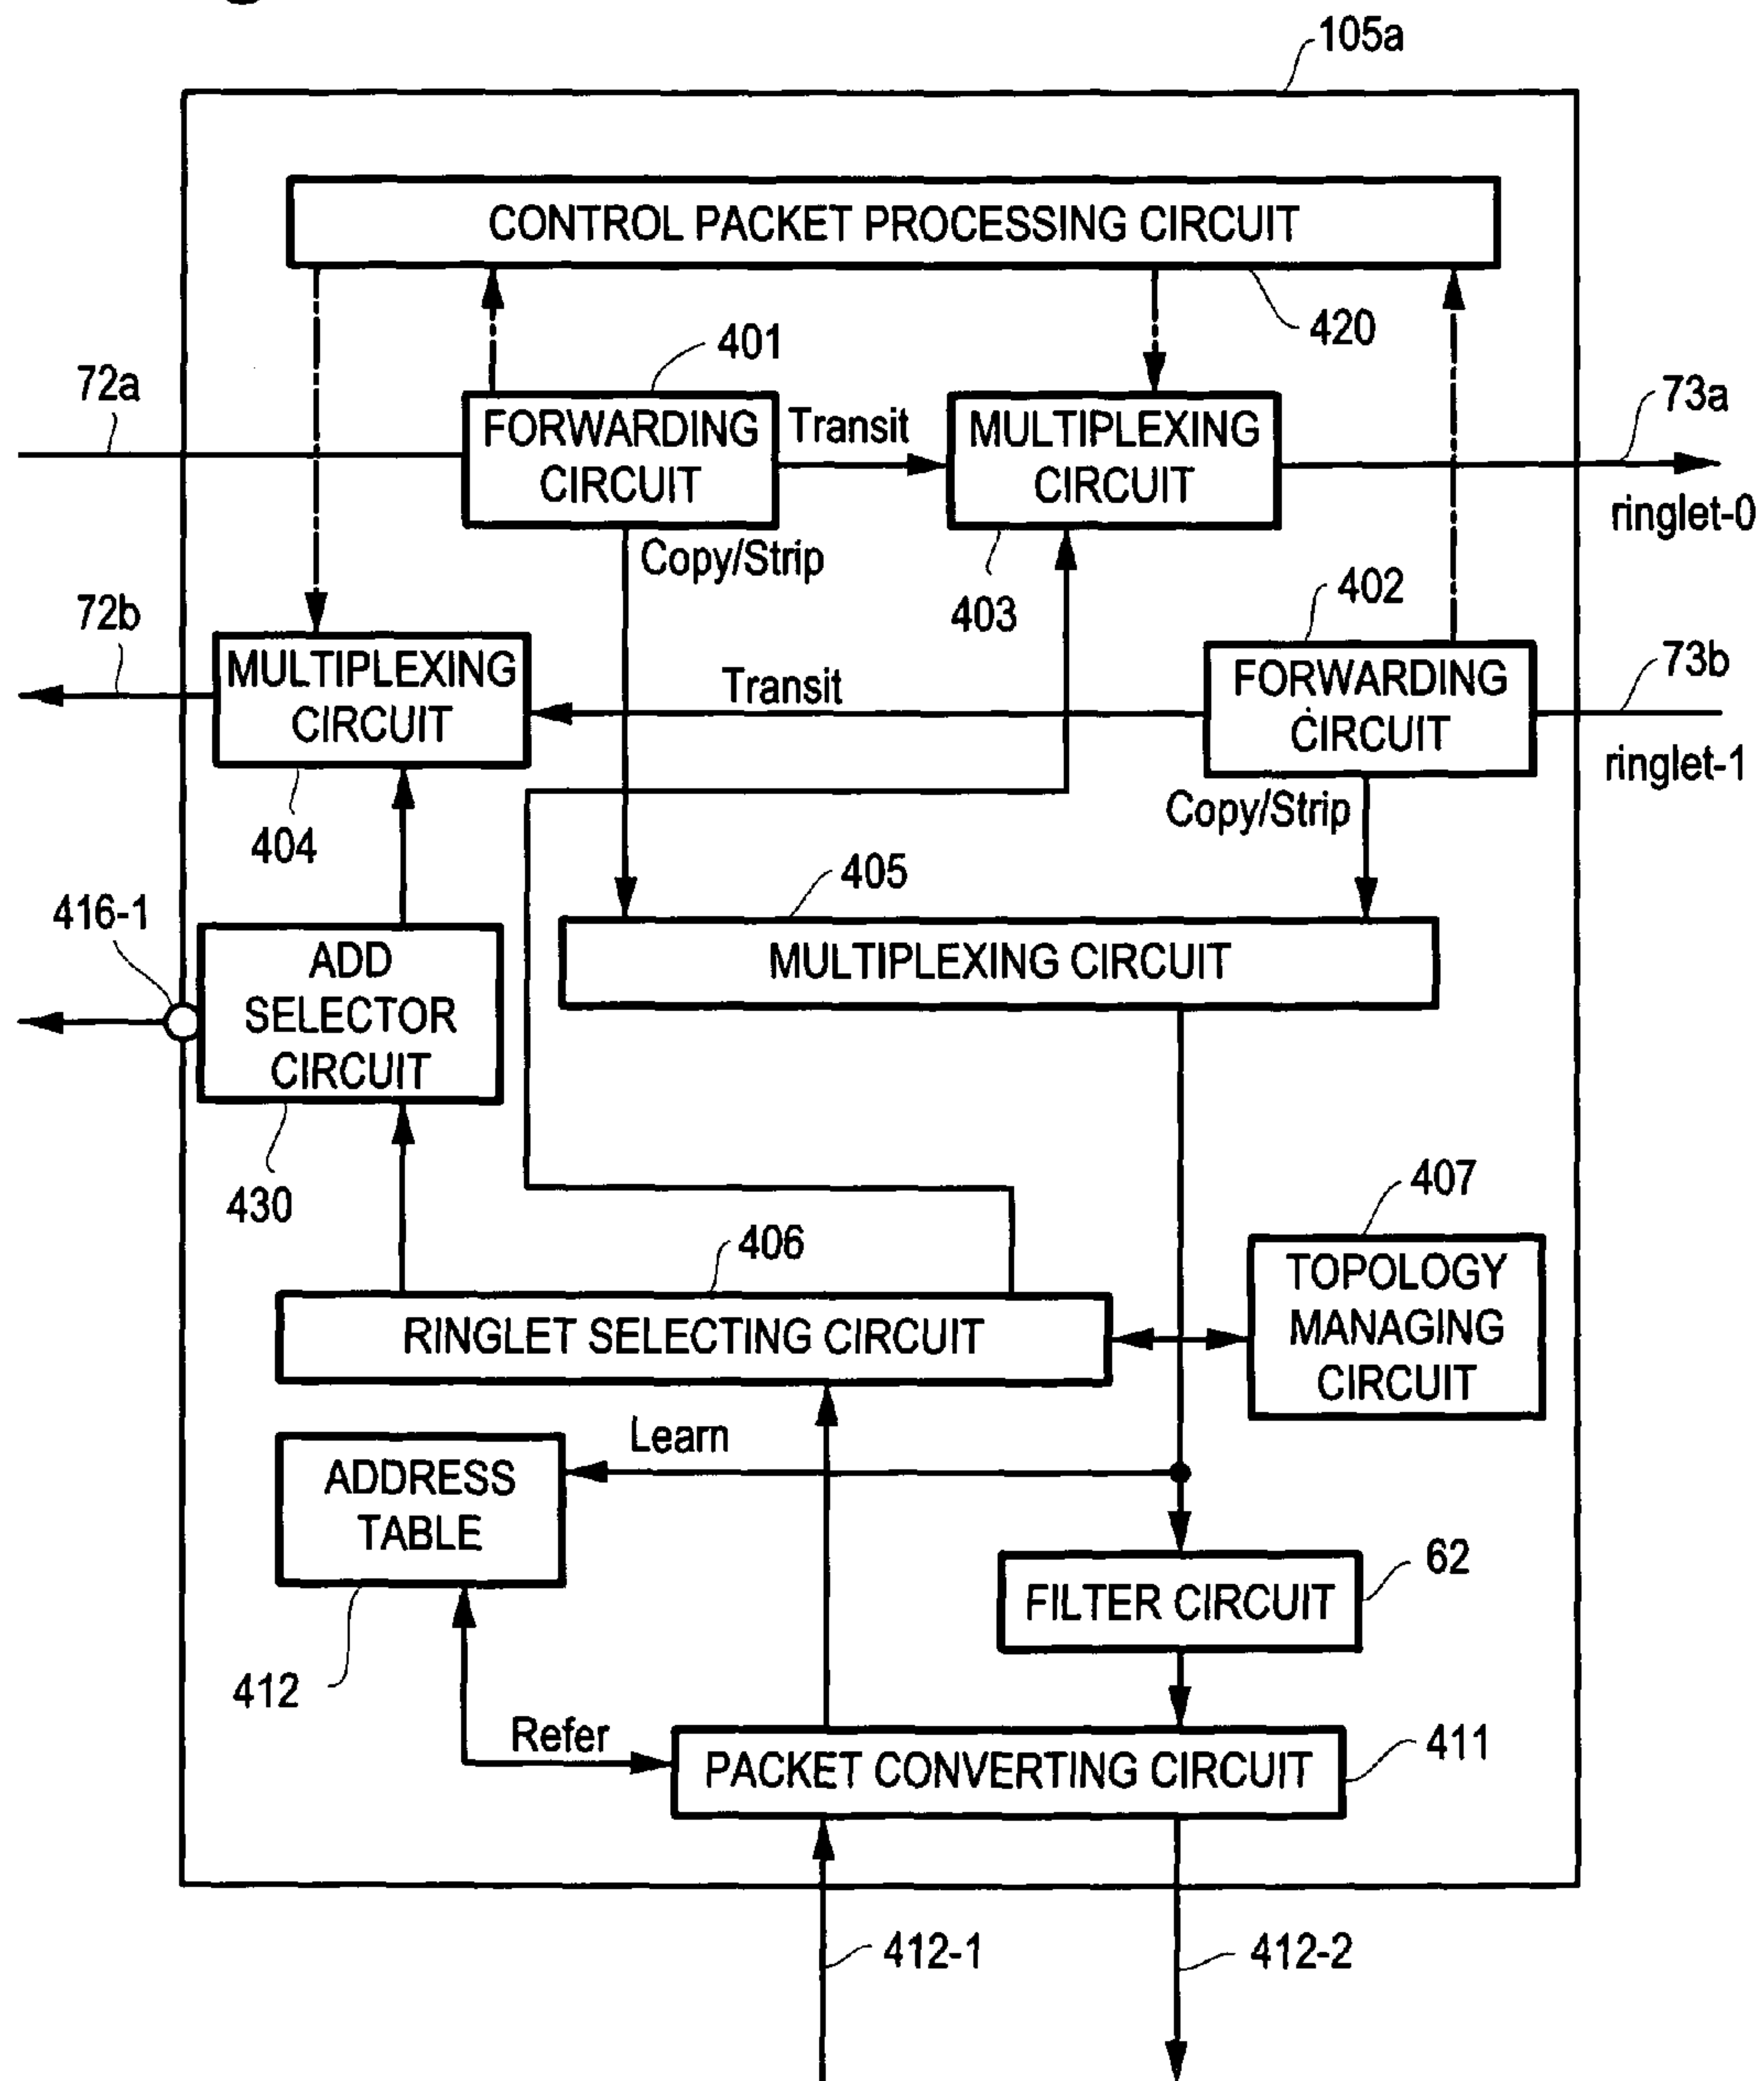 105a
CONTROL PACKET PROCESSING CIRCUIT
420
401
72a
73a
FORWARDING
CIRCUIT
Transit
MULTIPLEXING
CIRCUIT
ringlet-0
Copy/Strip
403
402
72b
73b
MULTIPLEXING
CIRCUIT
Transit
FORWARDING
CIRCUIT
ringlet-1
Copy/Strip
404
405
416-1
ADD
SELECTOR
CIRCUIT
MULTIPLEXING CIRCUIT
430
407
406
TOPOLOGY
MANAGING
CIRCUIT
RINGLET SELECTING CIRCUIT
Learn
ADDRESS
TABLE
62
FILTER CIRCUIT
412
Refer
PACKET CONVERTING CIRCUIT
411
412-1
412-2